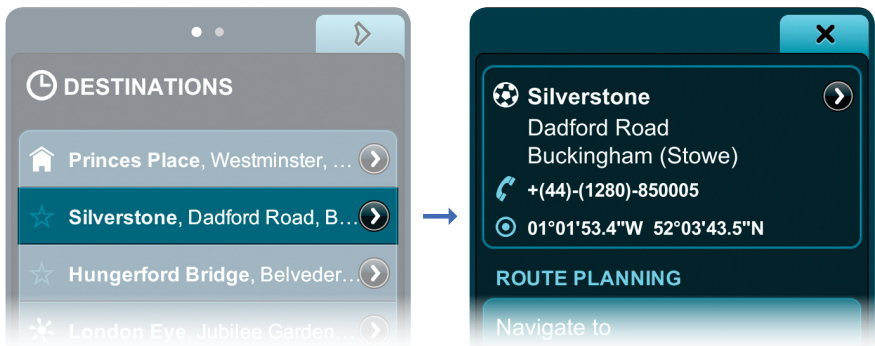 DESTINATIONS
Princes Place, Westminster, ...
Silverstone, Dadford Road, B...
Hungerford Bridge, Belveder...
London Eye, Jubilee Garden...
Silverstone
Dadford Road
Buckingham (Stowe)
+(44)-(1280)-850005
01°01'53.4"W 52°03'43.5"N
ROUTE PLANNING
Navigate to